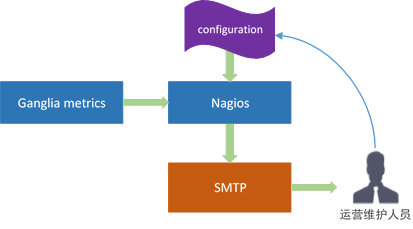 configuration
Ganglia metrics
Nagios
SMTP
运营维护人员